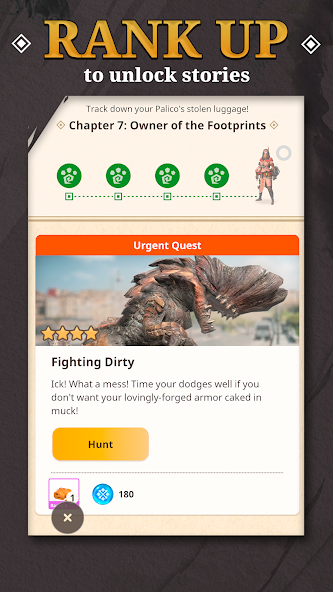 RANK UP
to unlock stories
Track down your Palico's stolen luggage!
Chapter 7: Owner of the Footprints
Urgent Quest
Fighting Dirty
Ick! What a mess! Time your dodges well if you
don't want your lovingly-forged armor caked in
muck!
Hunt
1
180